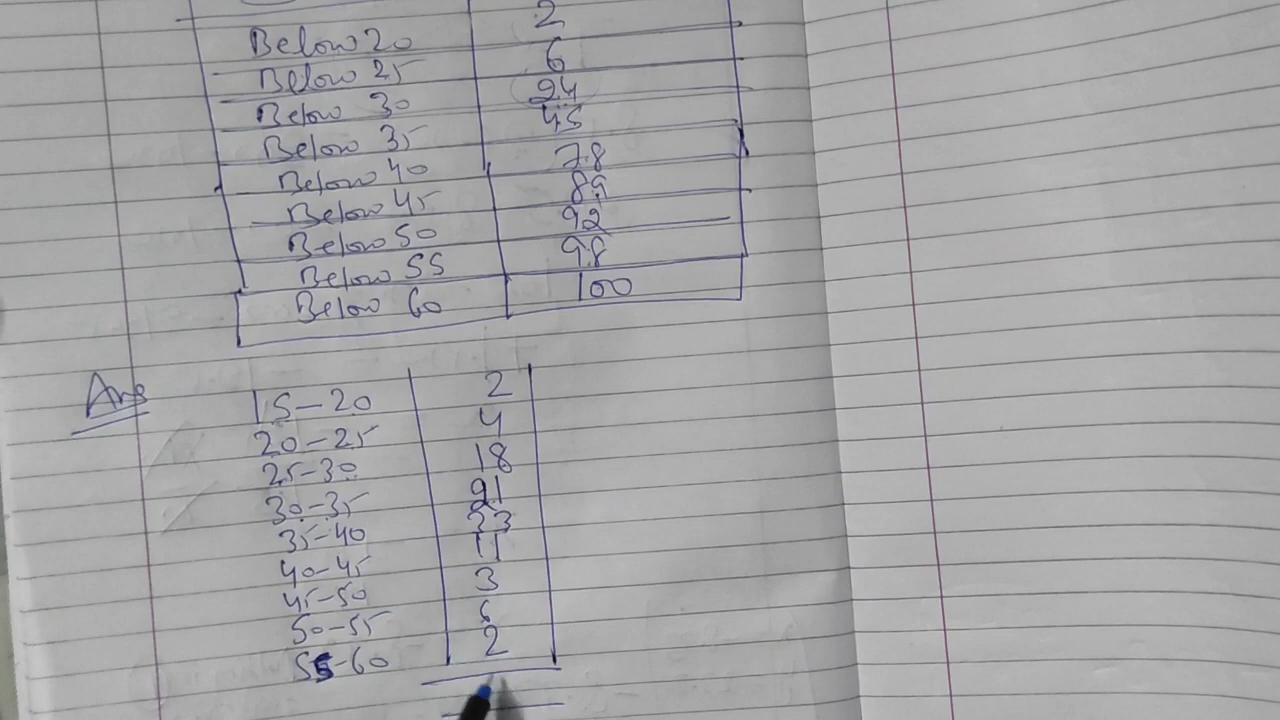 2
Below 20 6
Below 25 24
Below 30 45
Below 35 78
Below 40 89
Below 45 92
Below 50 98
Below 55 100
Below 60
Ans
15-20 2
20-25 4
25-30 18
30-35 21
35-40 33
40-45 11
45-50 3
50-55 6
55-60 2